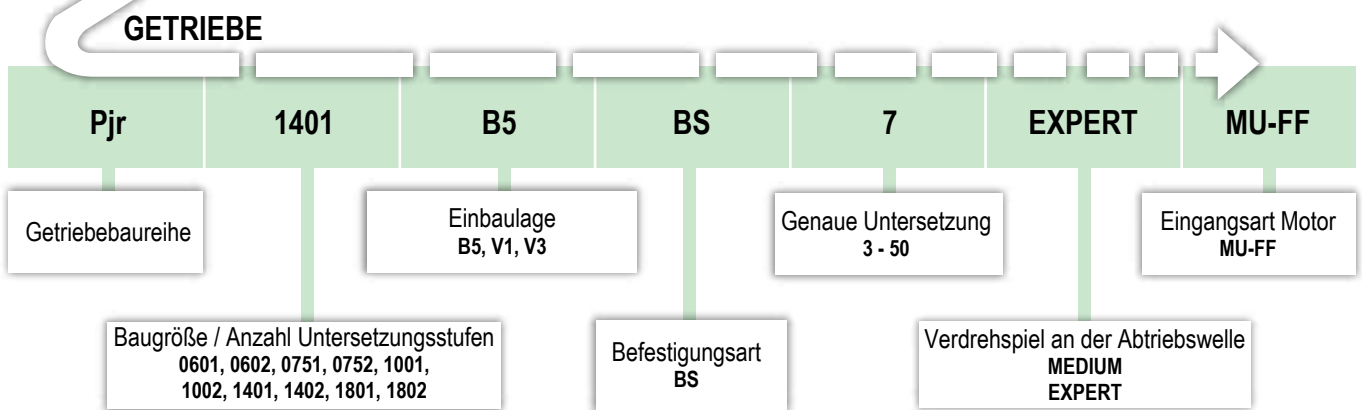 GETRIEBE
Pjr 1401 B5 BS 7 EXPERT MU-FF
Getriebebaureihe
Einbaulage
B5, V1, V3
Genaue Untersetzung
3 - 50
Eingangsart Motor
MU-FF
Baugröße / Anzahl Untersetzungsstufen
0601, 0602, 0751, 0752, 1001,
1002, 1401, 1402, 1801, 1802
Befestigungsart
BS
Verdrehspiel an der Abtriebswelle
MEDIUM
EXPERT